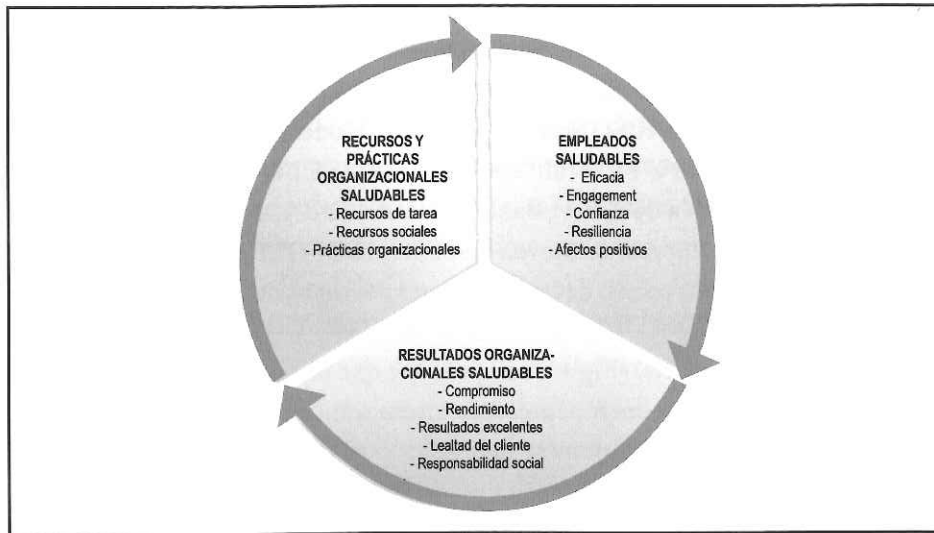 RECURSOS Y
PRÁCTICAS
ORGANIZACIONALES
SALUDABLES
- Recursos de tarea
- Recursos sociales
- Prácticas organizacionales
EMPLEADOS
SALUDABLES
- Eficacia
- Engagement
- Confianza
- Resiliencia
- Afectos positivos
RESULTADOS ORGANIZA-
CIONALES SALUDABLES
- Compromiso
- Rendimiento
- Resultados excelentes
- Lealtad del cliente
- Responsabilidad social